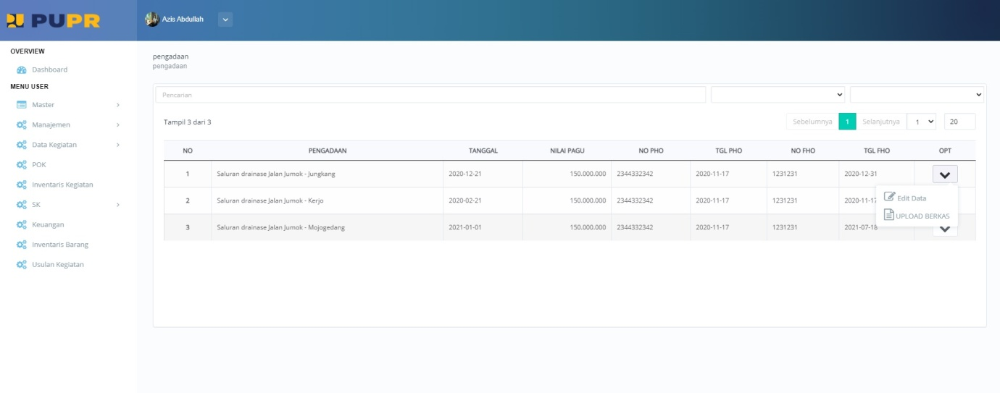 PUPR
Azis Abdullah
OVERVIEW
Dashboard
MENU USER
Master
Manajemen
Data Kegiatan
POK
Inventaris Kegiatan
SK
Keuangan
Inventaris Barang
Usulan Kegiatan
pengadaan
pengadaan
Pencarian
Tampil 3 dari 3
Sebelumnya 1 Selanjutnya 1 20
NO PENGADAAN TANGGAL NILAI PAGU NO PHO TGL PHO NO FHO TGL FHO OPT
1 Saluran drainase Jalan Jumok - Jungkang 2020-12-21 150.000.000 2344332342 2020-11-17 1231231 2020-12-31
2 Saluran drainase Jalan Jumok - Kerjo 2020-02-21 150.000.000 2344332342 2020-11-17 1231231 2020-11-17
3 Saluran drainase Jalan Jumok - Mojogedang 2021-01-01 150.000.000 2344332342 2020-11-17 1231231 2021-07-18
Edit Data
UPLOAD BERKAS